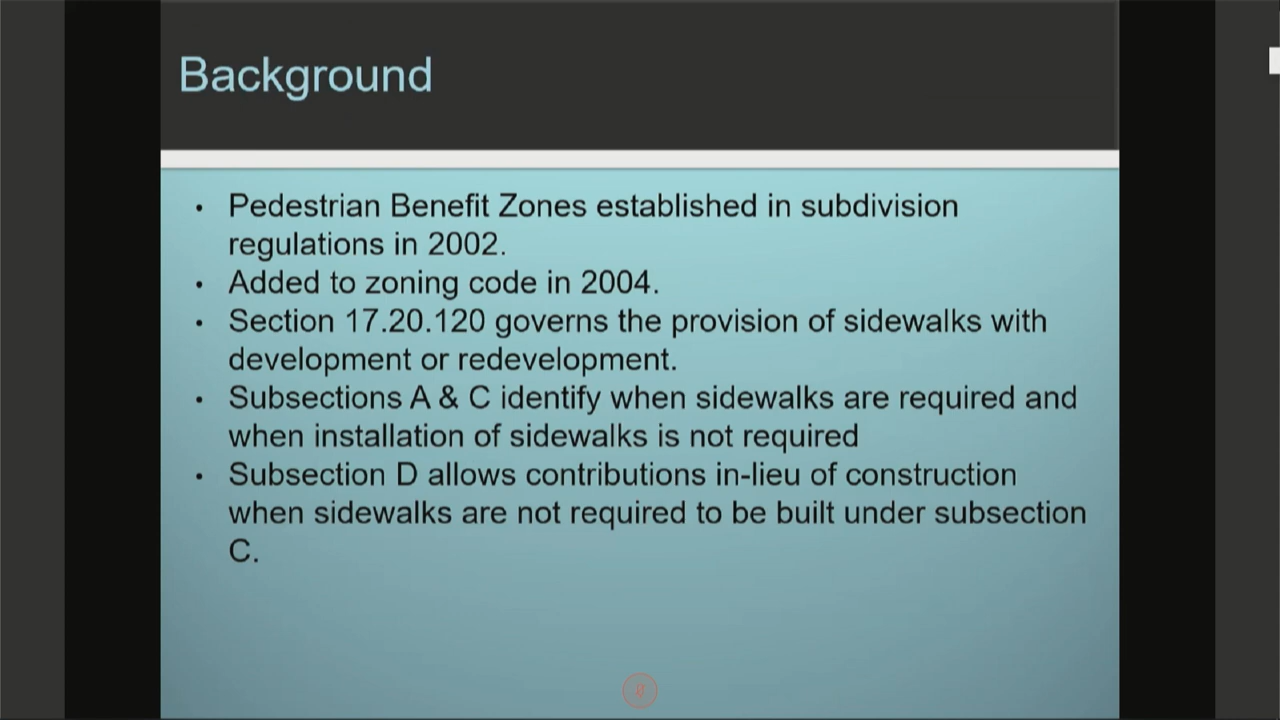 Background
• Pedestrian Benefit Zones established in subdivision
regulations in 2002.
• Added to zoning code in 2004.
• Section 17.20.120 governs the provision of sidewalks with
development or redevelopment.
• Subsections A & C identify when sidewalks are required and
when installation of sidewalks is not required
• Subsection D allows contributions in-lieu of construction
when sidewalks are not required to be built under subsection
C.